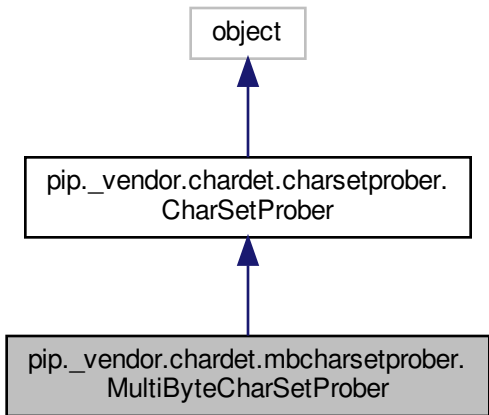 object
pip._vendor.chardet.charsetprober.
CharSetProber
pip._vendor.chardet.mbcharsetprober.
MultiByteCharSetProber